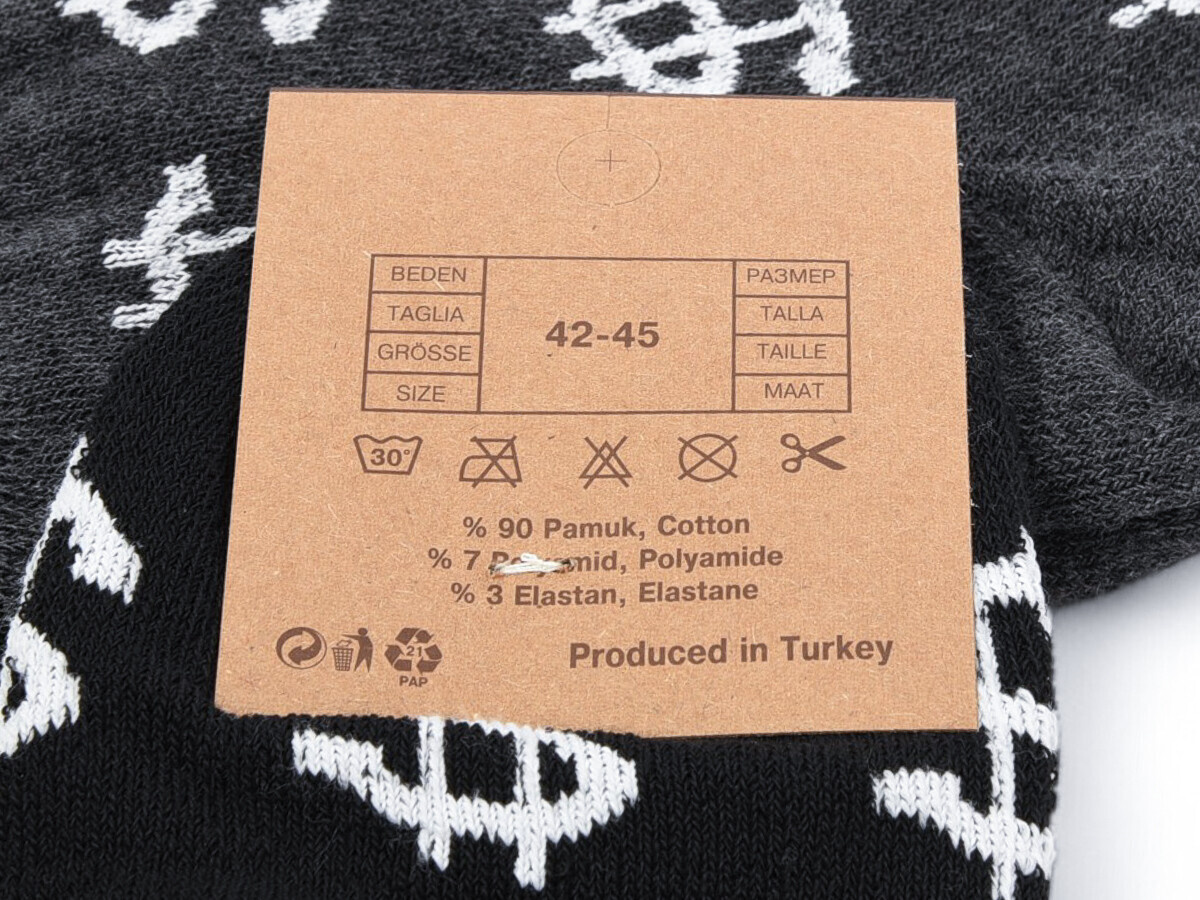 BEDEN
TAGLIA
GRÖSSE
SIZE
42-45
РАЗМЕР
TALLA
TAILLE
MAAT
30°
% 90 Pamuk, Cotton
% 7 Polyamid, Polyamide
% 3 Elastan, Elastane
21
PAP
Produced in Turkey